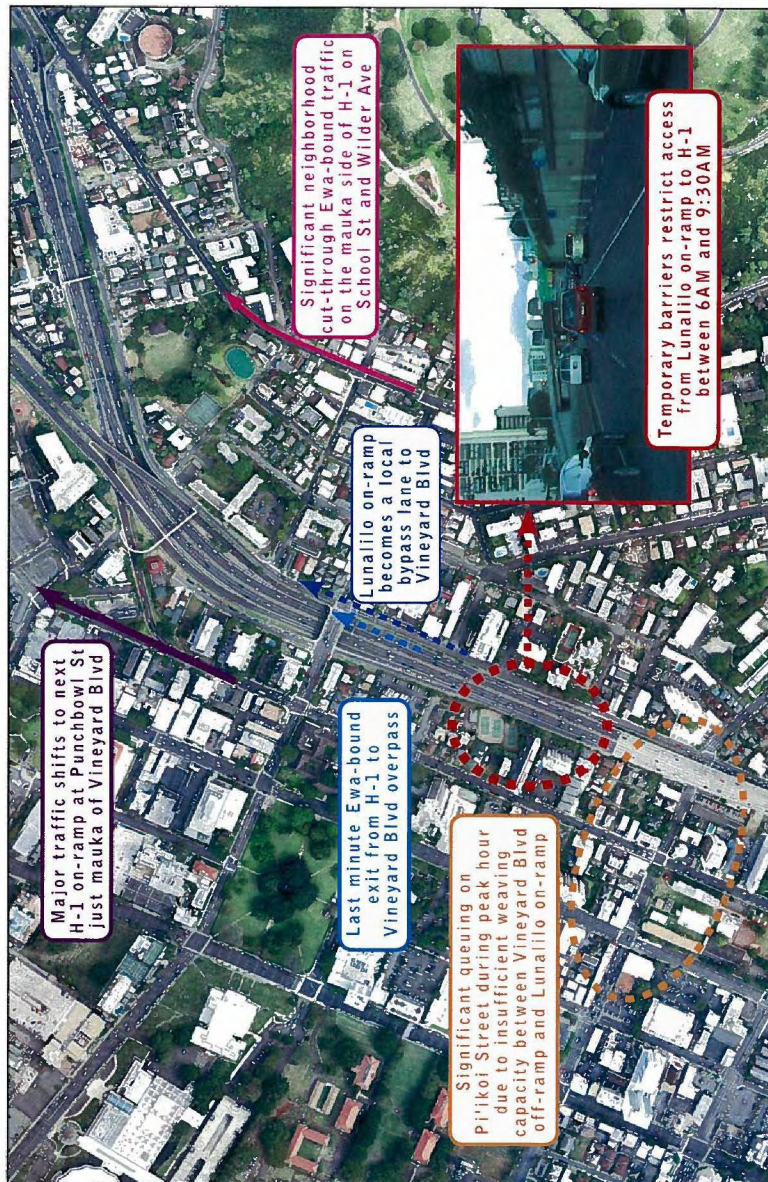 Major traffic shifts to next
H-1 on-ramp at Punchbowl St
just mauka of Vineyard Blvd
Significant neighborhood
cut-through Ewa-bound traffic
on the mauka side of H-1 on
School St and Wilder Ave
Last minute Ewa-bound
exit from H-1 to
Vineyard Blvd overpass
Lunalilo on-ramp
becomes a local
bypass lane to
Vineyard Blvd
Significant queuing on
Pi'ikoi Street during peak hour
due to insufficient weaving
capacity between Vineyard Blvd
off-ramp and Lunalilo on-ramp
Temporary barriers restrict access
from Lunalilo on-ramp to H-1
between 6AM and 9:30AM